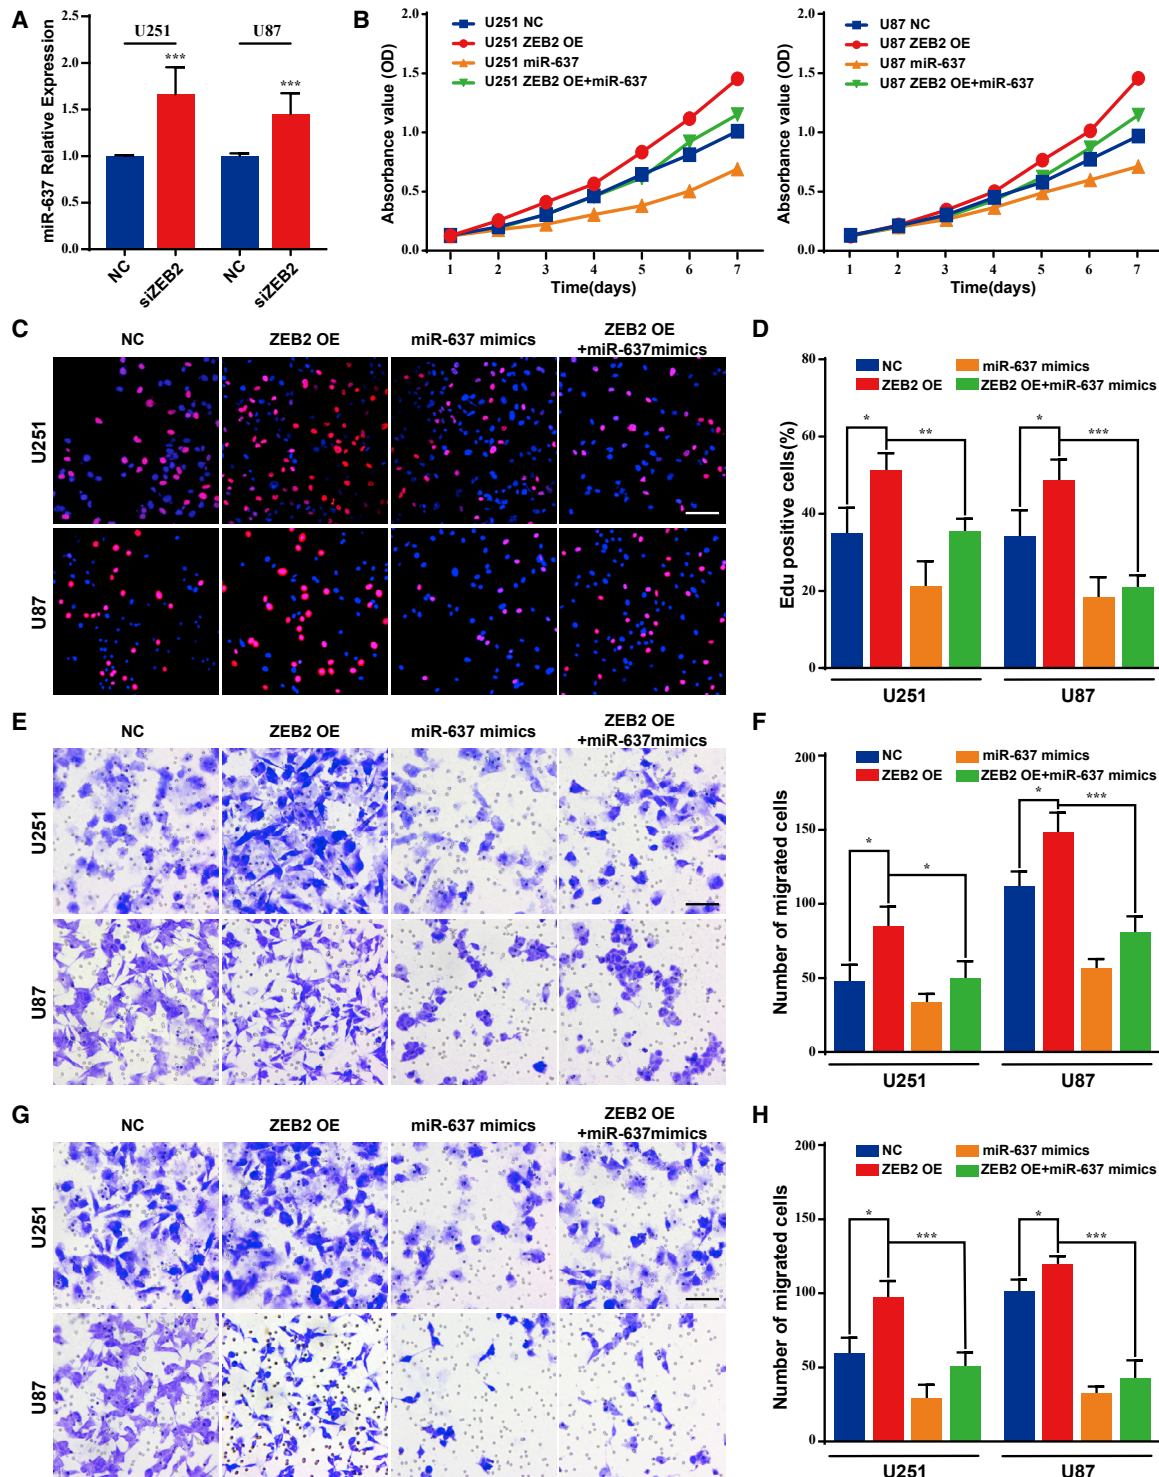 A
U251
U87
***
***
miR-637 Relative Expression
2.5
2.0
1.5
1.0
0.5
0.0
NC
siZEB2
NC
siZEB2
B
U251 NC
U251 ZEB2 OE
U251 miR-637
U251 ZEB2 OE+miR-637
Absorbance value (OD)
2.0
1.5
1.0
0.5
0.0
1 2 3 4 5 6 7
Time(days)
U87 NC
U87 ZEB2 OE
U87 miR-637
U87 ZEB2 OE+miR-637
Absorbance value (OD)
2.0
1.5
1.0
0.5
0.0
1 2 3 4 5 6 7
Time(days)
C
NC
ZEB2 OE
miR-637 mimics
ZEB2 OE
+miR-637mimics
U251
U87
D
NC
ZEB2 OE
miR-637 mimics
ZEB2 OE+miR-637 mimics
Edu positive cells(%)
80
60
40
20
0
*
**
*
***
U251
U87
E
NC
ZEB2 OE
miR-637 mimics
ZEB2 OE
+miR-637mimics
U251
U87
F
NC
ZEB2 OE
miR-637 mimics
ZEB2 OE+miR-637 mimics
Number of migrated cells
200
150
100
50
0
*
*
*
***
U251
U87
G
NC
ZEB2 OE
miR-637 mimics
ZEB2 OE
+miR-637mimics
U251
U87
H
NC
ZEB2 OE
miR-637 mimics
ZEB2 OE+miR-637 mimics
Number of migrated cells
200
150
100
50
0
*
***
*
***
U251
U87